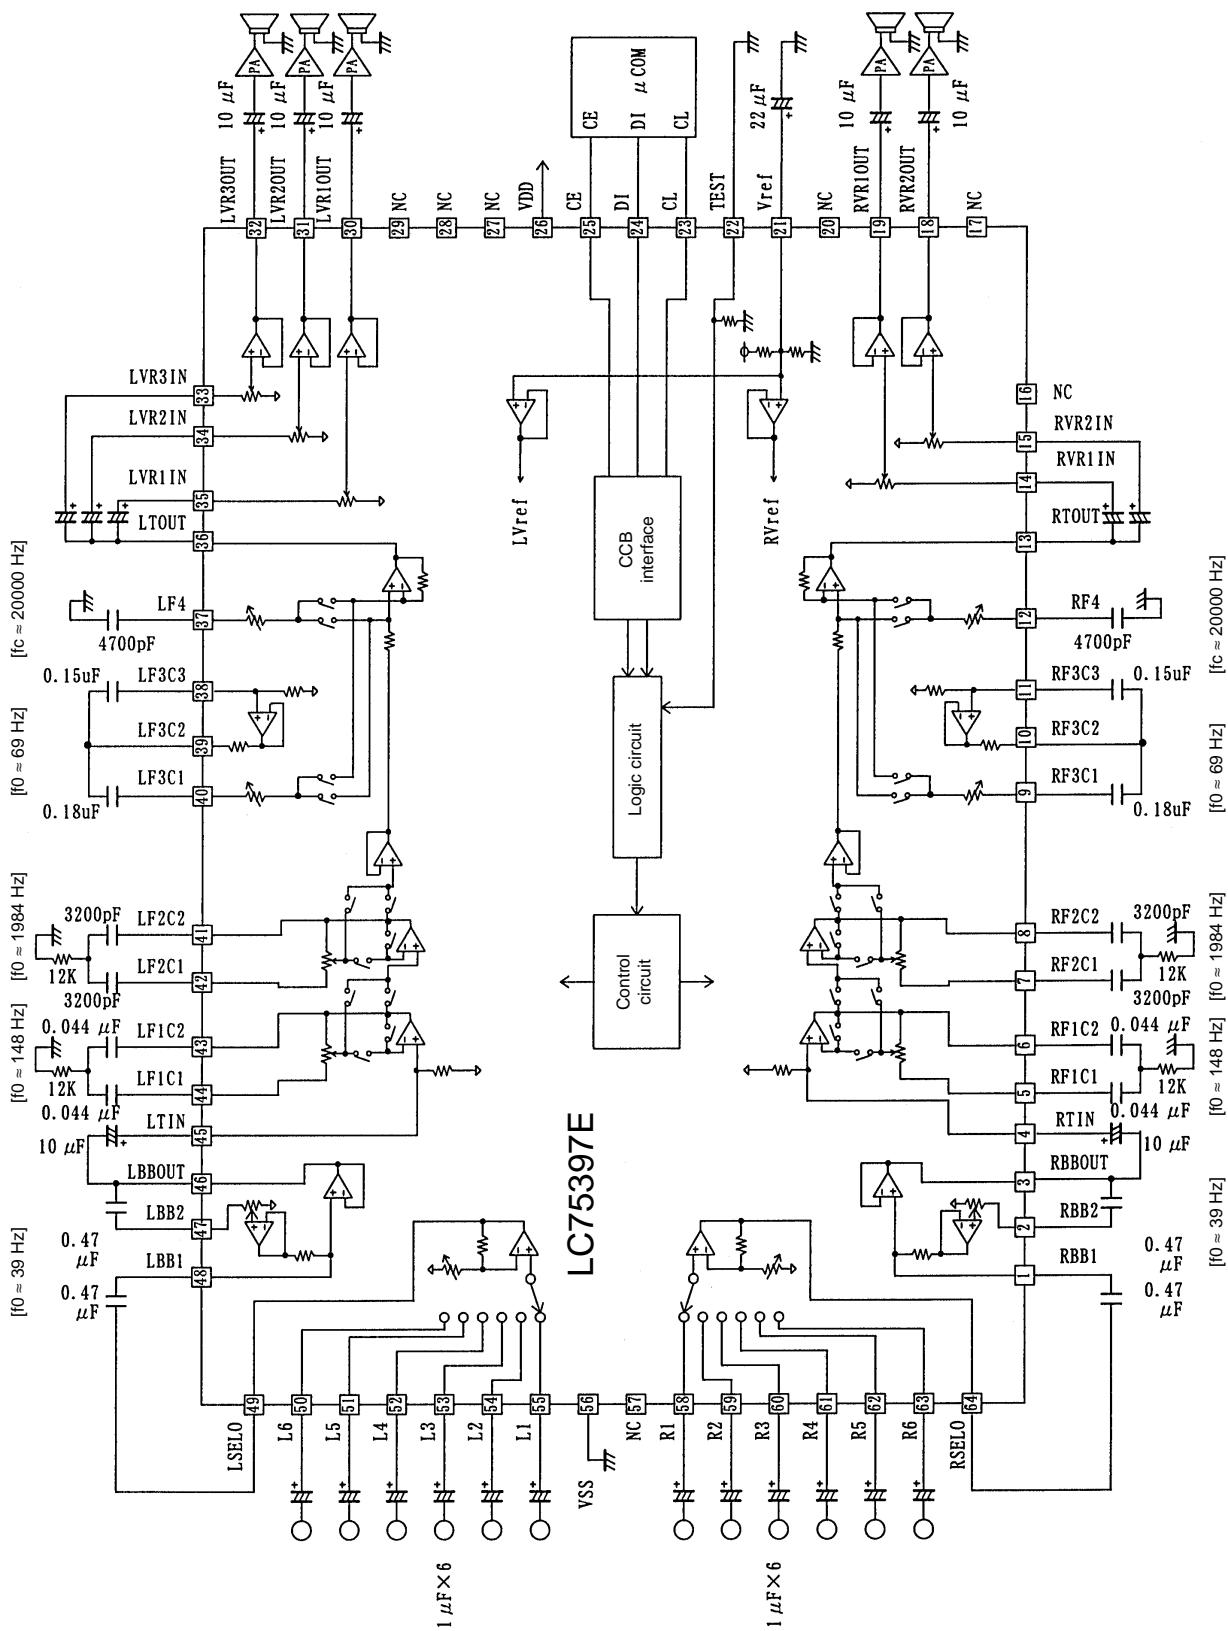 LVR3OUT
10 μF
PA
LVR2OUT
10 μF
PA
LVR1OUT
10 μF
PA
32
31
30
29
NC
28
NC
27
NC
26
VDD
25
CE
24
DI
23
CL
CE
DI
CL
μ COM
22
TEST
21
Vref
22 μF
20
NC
19
RVR1OUT
10 μF
PA
18
RVR2OUT
10 μF
PA
17
NC
33
LVR3IN
34
LVR2IN
35
LVR1IN
36
LTOUT
37
LF4
4700pF
[fc ≈ 20000 Hz]
38
LF3C3
0.15uF
39
LF3C2
40
LF3C1
0.18uF
[f0 ≈ 69 Hz]
41
LF2C2
3200pF
12K
42
LF2C1
3200pF
[f0 ≈ 1984 Hz]
43
LF1C2
0.044 μF
12K
44
LF1C1
0.044 μF
[f0 ≈ 148 Hz]
45
LTIN
10 μF
46
LBBOUT
47
LBB2
0.47 μF
48
LBB1
0.47 μF
[f0 ≈ 39 Hz]
LVref
RVref
CCB interface
Logic circuit
Control circuit
LC75397E
16
NC
15
RVR2IN
14
RVR1IN
13
RTOUT
12
RF4
4700pF
[fc ≈ 20000 Hz]
11
RF3C3
0.15uF
10
RF3C2
9
RF3C1
0.18uF
[f0 ≈ 69 Hz]
8
RF2C2
3200pF
12K
7
RF2C1
3200pF
[f0 ≈ 1984 Hz]
6
RF1C2
0.044 μF
12K
5
RF1C1
0.044 μF
[f0 ≈ 148 Hz]
4
RTIN
10 μF
3
RBBOUT
2
RBB2
0.47 μF
1
RBB1
0.47 μF
[f0 ≈ 39 Hz]
49
LSELO
50
L6
51
L5
52
L4
53
L3
54
L2
55
L1
56
VSS
57
NC
58
R1
59
R2
60
R3
61
R4
62
R5
63
R6
64
RSELO
1 μF×6
1 μF×6